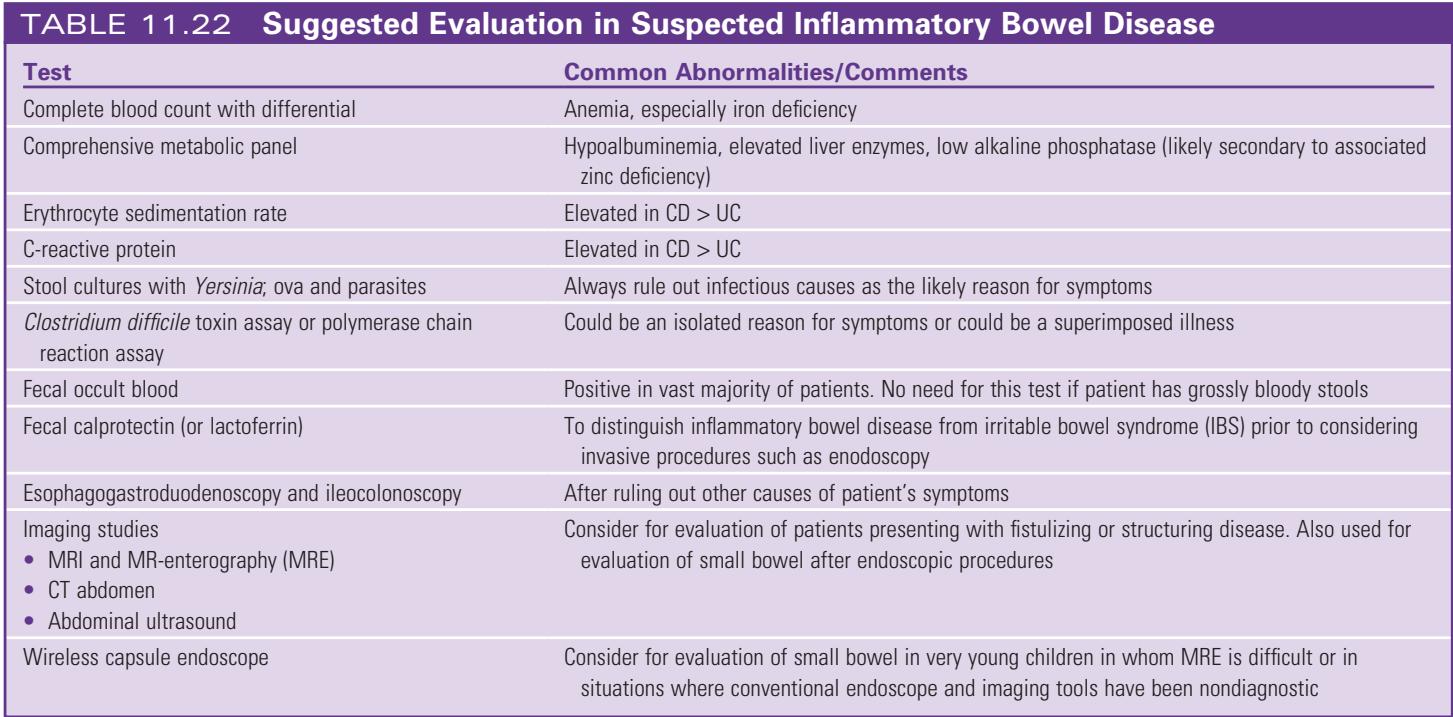 TABLE 11.22 Suggested Evaluation in Suspected Inflammatory Bowel Disease
Test Common Abnormalities/Comments
Complete blood count with differential Anemia, especially iron deficiency
Comprehensive metabolic panel Hypoalbuminemia, elevated liver enzymes, low alkaline phosphatase (likely secondary to associated
zinc deficiency)
Erythrocyte sedimentation rate Elevated in CD > UC
C-reactive protein Elevated in CD > UC
Stool cultures with Yersinia; ova and parasites Always rule out infectious causes as the likely reason for symptoms
Clostridium difficile toxin assay or polymerase chain Could be an isolated reason for symptoms or could be a superimposed illness
reaction assay
Fecal occult blood Positive in vast majority of patients. No need for this test if patient has grossly bloody stools
Fecal calprotectin (or lactoferrin) To distinguish inflammatory bowel disease from irritable bowel syndrome (IBS) prior to considering
invasive procedures such as enodoscopy
Esophagogastroduodenoscopy and ileocolonoscopy After ruling out other causes of patient's symptoms
Imaging studies Consider for evaluation of patients presenting with fistulizing or structuring disease. Also used for
• MRI and MR-enterography (MRE) evaluation of small bowel after endoscopic procedures
• CT abdomen
• Abdominal ultrasound
Wireless capsule endoscope Consider for evaluation of small bowel in very young children in whom MRE is difficult or in
situations where conventional endoscope and imaging tools have been nondiagnostic